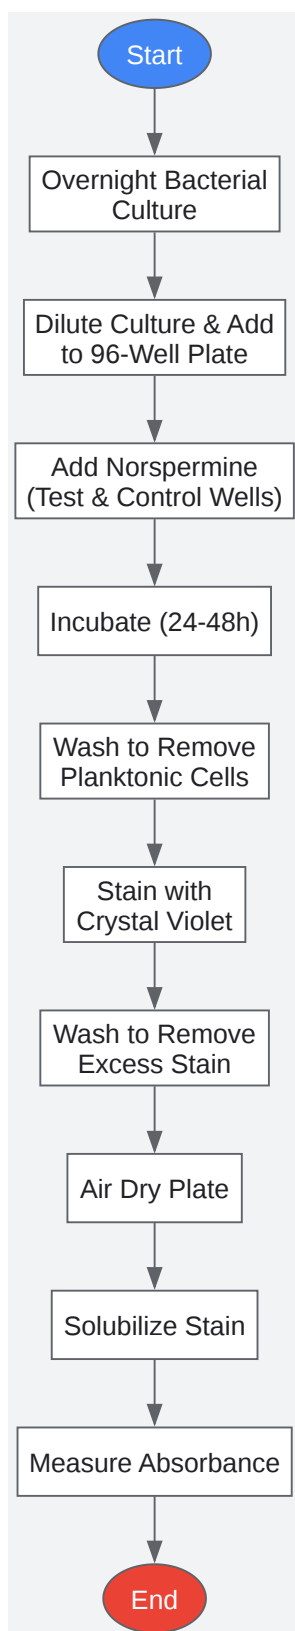 Start
Overnight Bacterial
Culture
Dilute Culture & Add
to 96-Well Plate
Add Norspermine
(Test & Control Wells)
Incubate (24-48h)
Wash to Remove
Planktonic Cells
Stain with
Crystal Violet
Wash to Remove
Excess Stain
Air Dry Plate
Solubilize Stain
Measure Absorbance
End